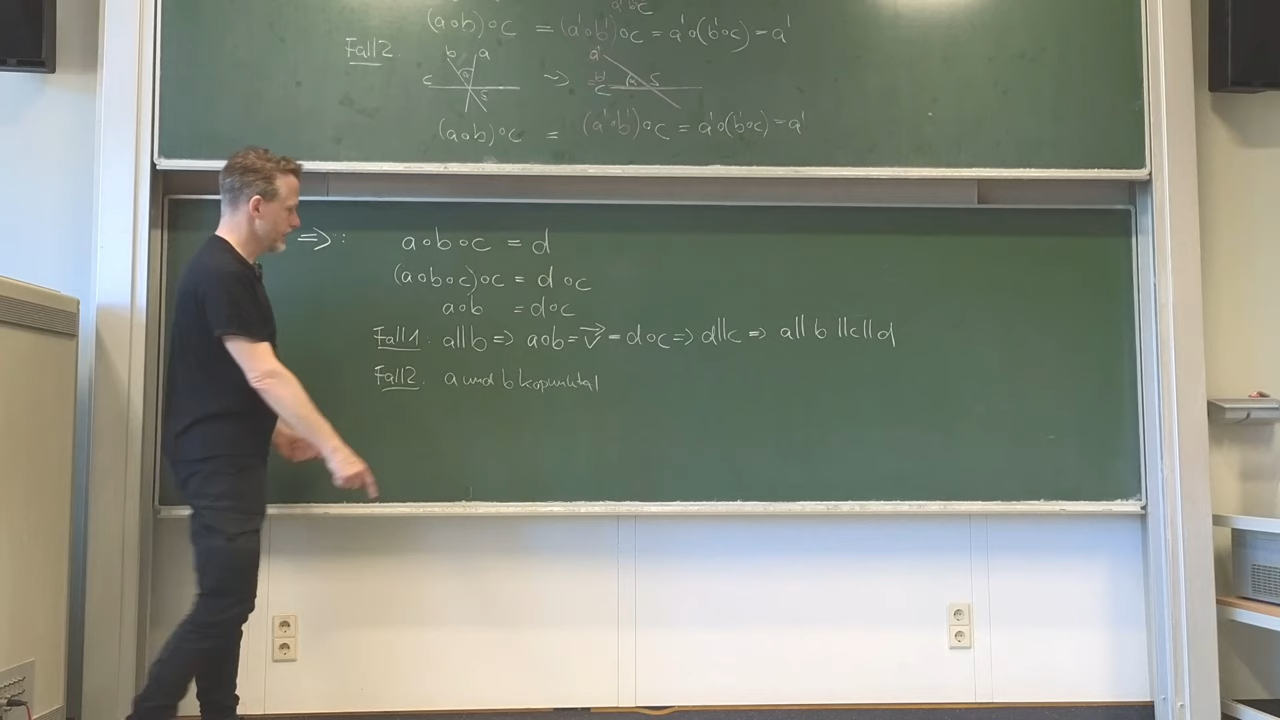 (a∘b)∘c = (a'∘b')∘c = a'∘(b'∘c) = a'
Fall 2.
b a
c
S
⇝
a'
b'
= c
S
(a∘b)∘c = (a'∘b')∘c = a'∘(b'∘c) = a'
⇒:
a∘b∘c = d
(a∘b∘c)∘c = d∘c
a∘b = d∘c
Fall 1. a∥b ⇒ a∘b = v⃗ = d∘c ⇒ d∥c ⇒ a∥b∥c∥d
Fall 2. a und b kopunktal